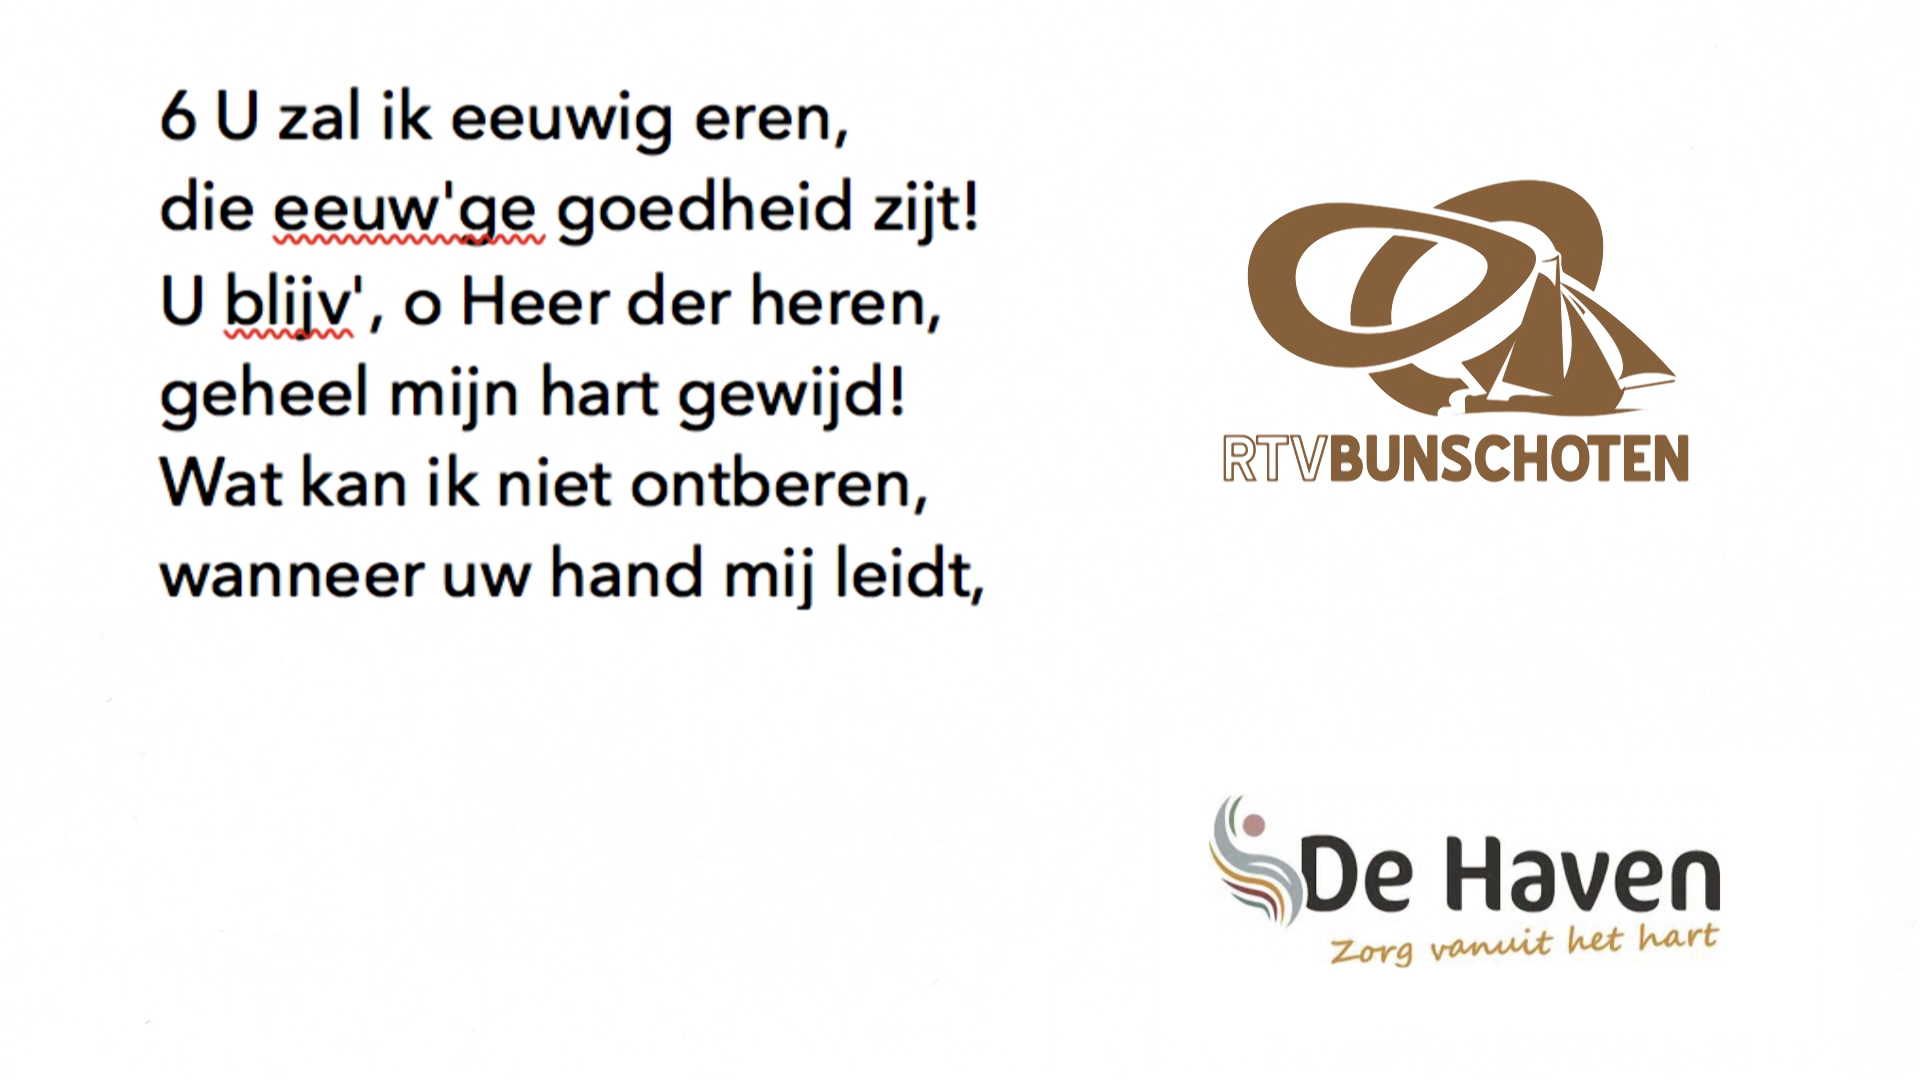 6 U zal ik eeuwig eren,
die eeuw'ge goedheid zijt!
U blijv', o Heer der heren,
geheel mijn hart gewijd!
Wat kan ik niet ontberen,
wanneer uw hand mij leidt,
RTVBUNSCHOTEN
De Haven
Zorg vanuit het hart